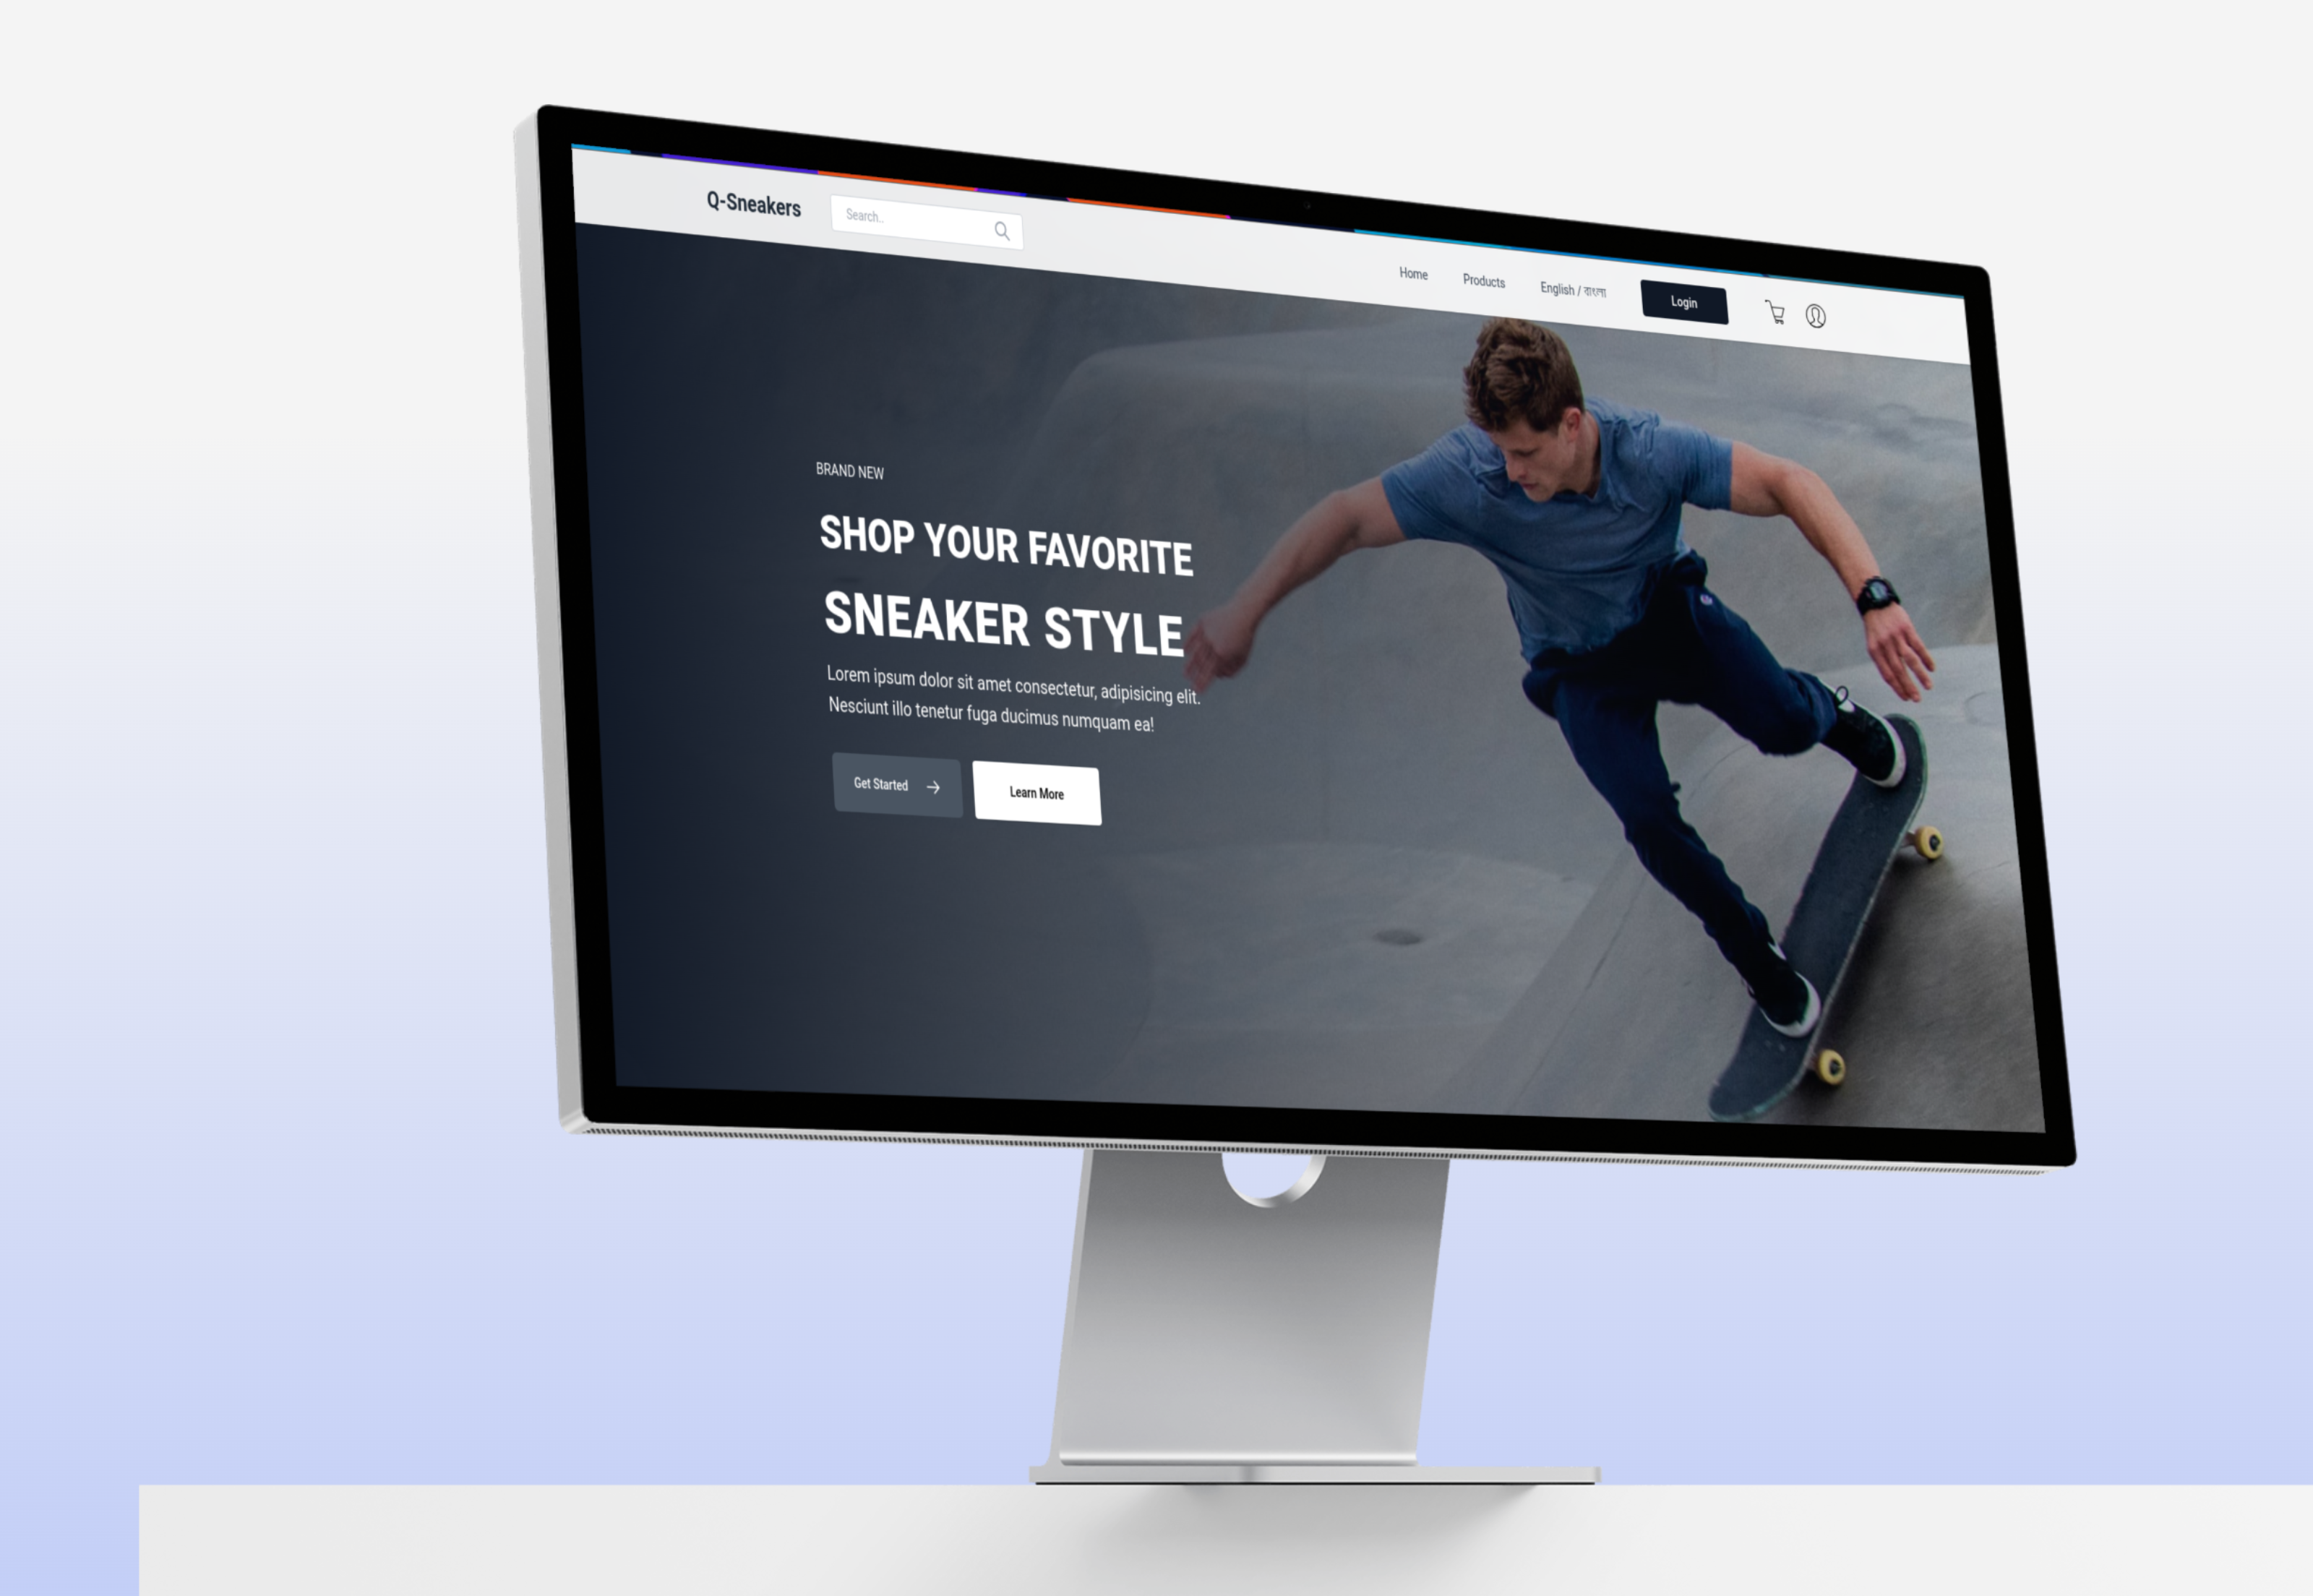 Q-Sneakers
Search..
Home
Products
English / বাংলা
Login
BRAND NEW
SHOP YOUR FAVORITE
SNEAKER STYLE
Lorem ipsum dolor sit amet consectetur, adipisicing elit.
Nesciunt illo tenetur fuga ducimus numquam ea!
Get Started
Learn More